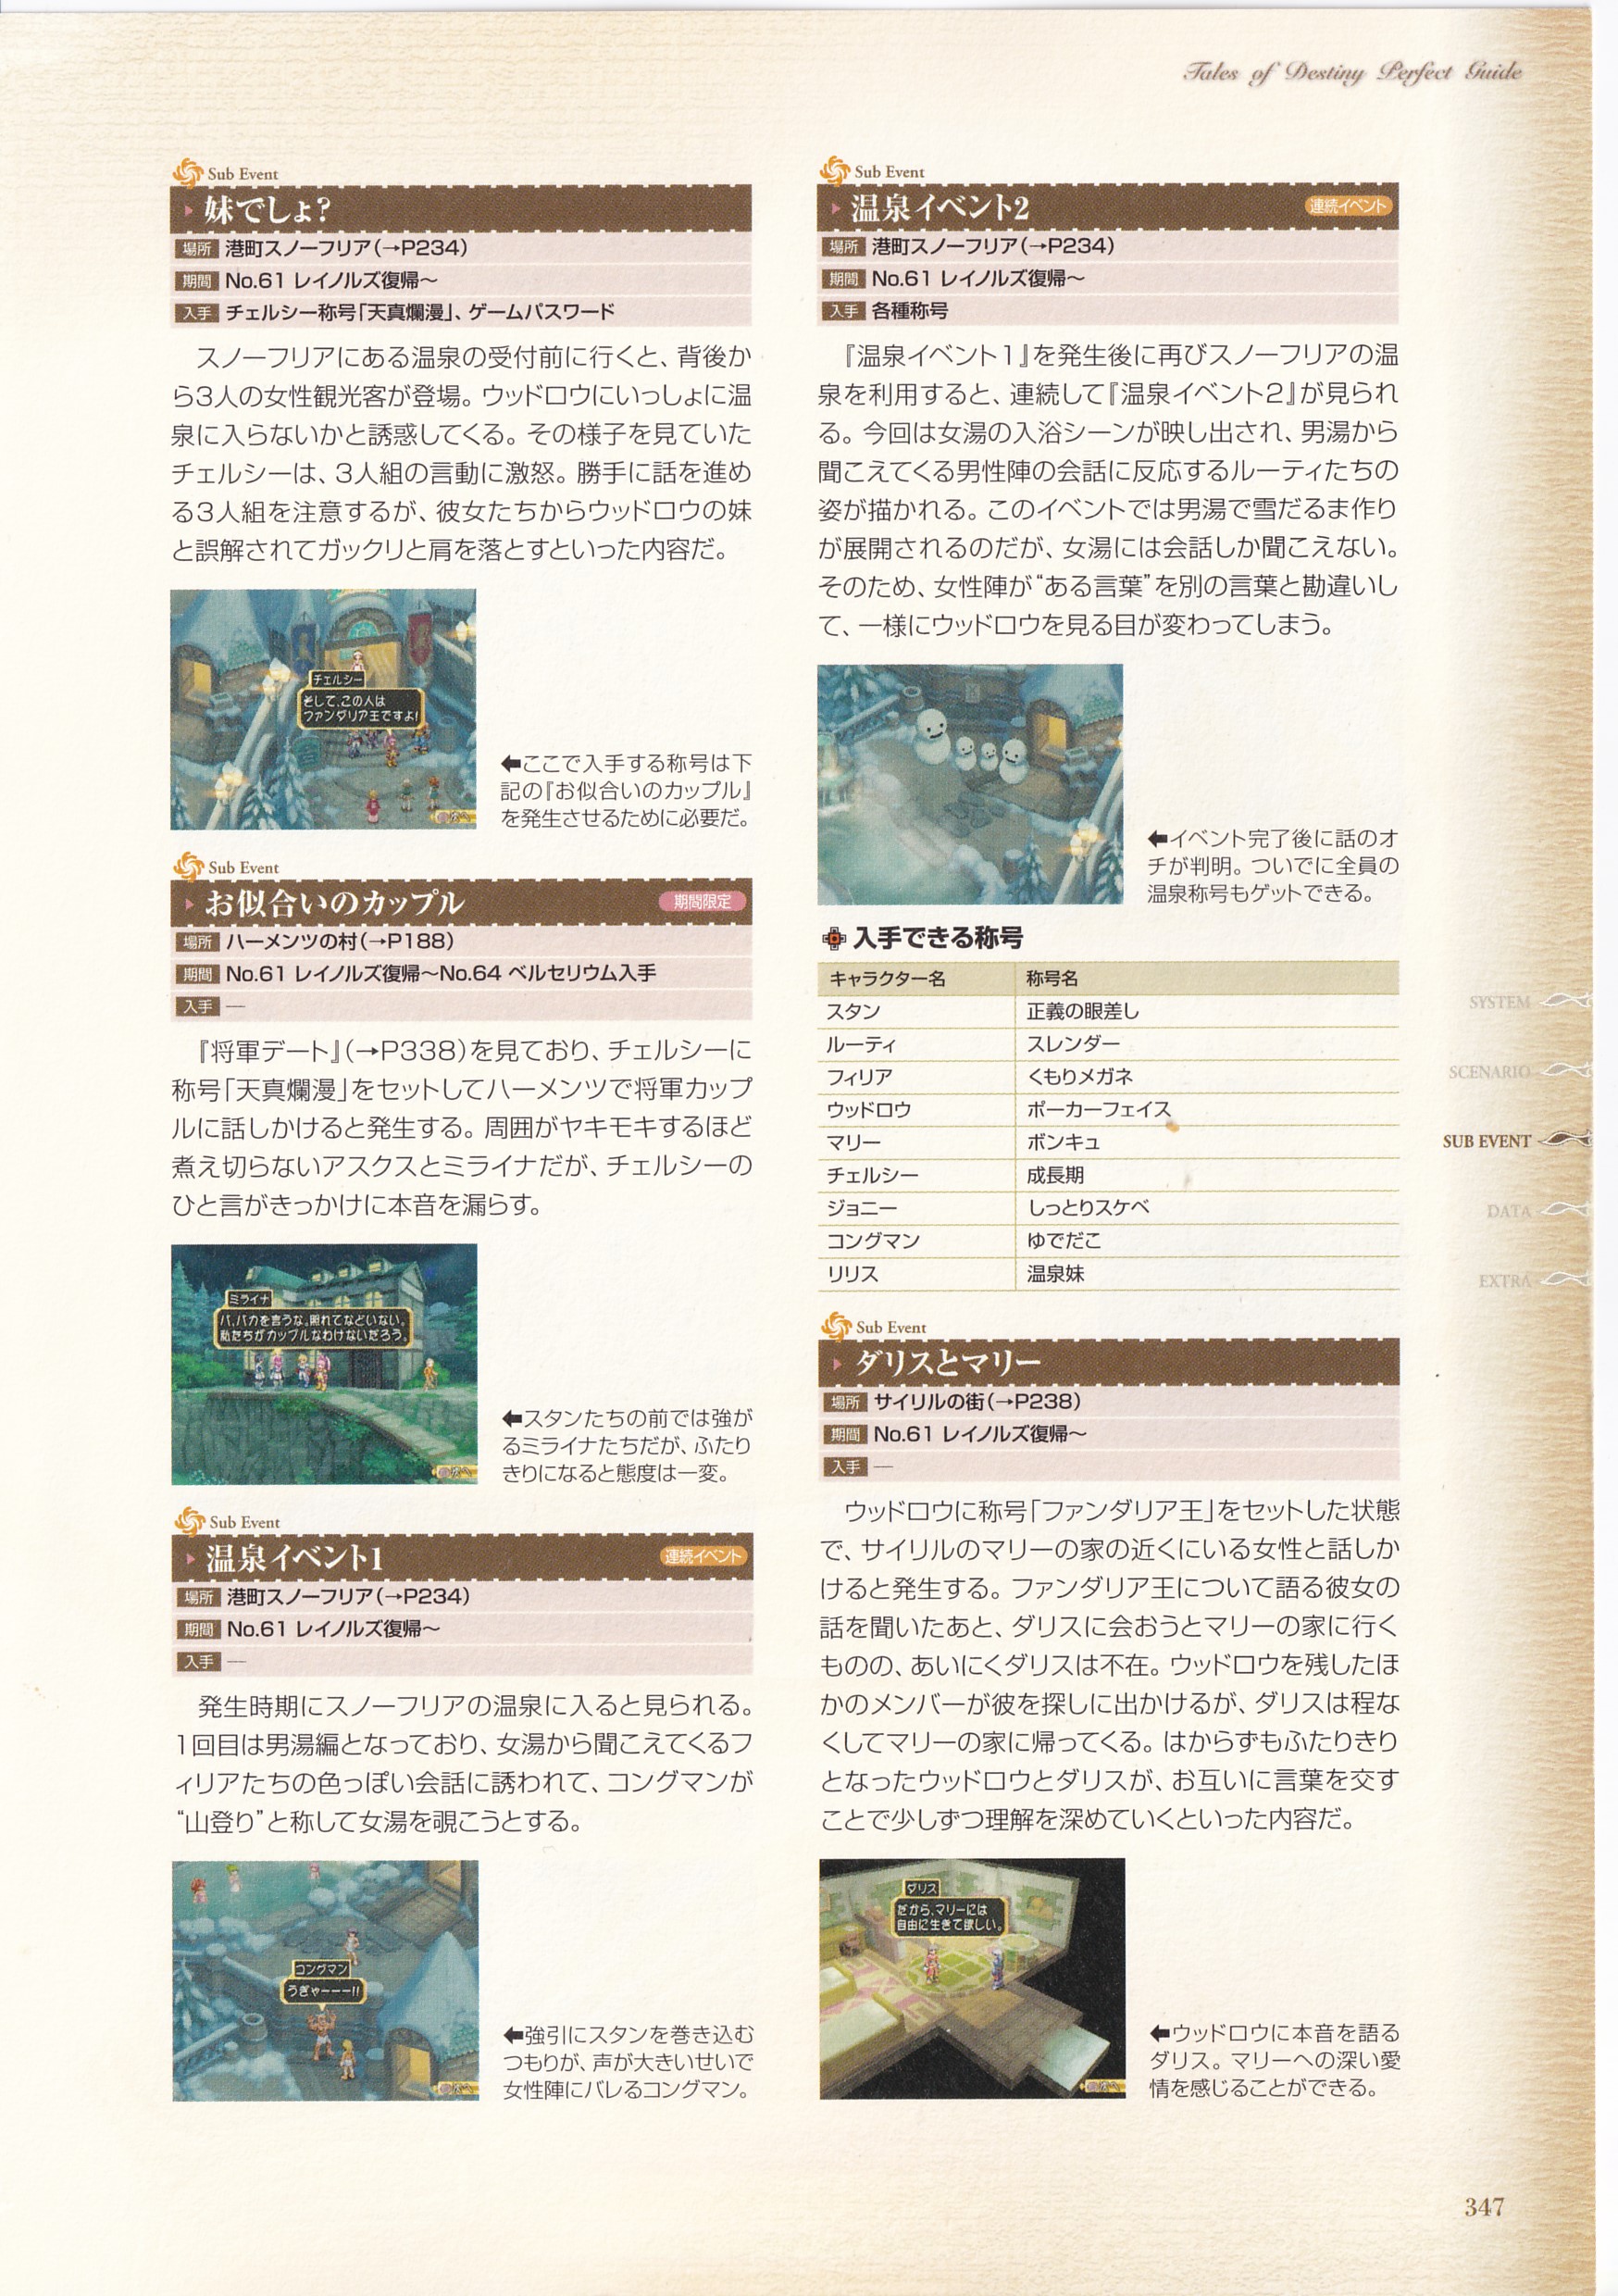 Tales of Destiny Perfect Guide
Sub Event
妹でしょ?
場所 港町スノーフリア(→P234)
期間 No.61 レイノルズ復帰〜
入手 チェルシー称号「天真爛漫」、ゲームパスワード
スノーフリアにある温泉の受付前に行くと、背後か
ら3人の女性観光客が登場。ウッドロウにいっしょに温
泉に入らないかと誘惑してくる。その様子を見ていた
チェルシーは、3人組の言動に激怒。勝手に話を進め
る3人組を注意するが、彼女たちからウッドロウの妹
と誤解されてガックリと肩を落とすといった内容だ。
チェルシー
そして、この人は
ファンダリア王ですよ!
←ここで入手する称号は下
記の『お似合いのカップル』
を発生させるために必要だ。
Sub Event
お似合いのカップル 期間限定
場所 ハーメンツの村(→P188)
期間 No.61 レイノルズ復帰〜No.64 ベルセリウム入手
入手 —
『将軍デート』(→P338)を見ており、チェルシーに
称号「天真爛漫」をセットしてハーメンツで将軍カップ
ルに話しかけると発生する。周囲がヤキモキするほど
煮え切らないアスクスとミライナだが、チェルシーの
ひと言がきっかけに本音を漏らす。
ミライナ
バ、バカを言うな。照れてなどいない。
私たちがカップルなわけないだろう。
←スタンたちの前では強が
るミライナたちだが、ふたり
きりになると態度は一変。
Sub Event
温泉イベント1 連続イベント
場所 港町スノーフリア(→P234)
期間 No.61 レイノルズ復帰〜
入手 —
発生時期にスノーフリアの温泉に入ると見られる。
1回目は男湯編となっており、女湯から聞こえてくるフ
ィリアたちの色っぽい会話に誘われて、コングマンが
“山登り”と称して女湯を覗こうとする。
コングマン
うぎゃーーー!!
←強引にスタンを巻き込む
つもりが、声が大きいせいで
女性陣にバレるコングマン。
Sub Event
温泉イベント2 連続イベント
場所 港町スノーフリア(→P234)
期間 No.61 レイノルズ復帰〜
入手 各種称号
『温泉イベント1』を発生後に再びスノーフリアの温
泉を利用すると、連続して『温泉イベント2』が見られ
る。今回は女湯の入浴シーンが映し出され、男湯から
聞こえてくる男性陣の会話に反応するルーティたちの
姿が描かれる。このイベントでは男湯で雪だるま作り
が展開されるのだが、女湯には会話しか聞こえない。
そのため、女性陣が“ある言葉”を別の言葉と勘違いし
て、一様にウッドロウを見る目が変わってしまう。
←イベント完了後に話のオ
チが判明。ついでに全員の
温泉称号もゲットできる。
入手できる称号
キャラクター名 称号名
スタン 正義の眼差し
ルーティ スレンダー
フィリア くもりメガネ
ウッドロウ ポーカーフェイス
マリー ボンキュ
チェルシー 成長期
ジョニー しっとりスケベ
コングマン ゆでだこ
リリス 温泉妹
Sub Event
ダリスとマリー
場所 サイリルの街(→P238)
期間 No.61 レイノルズ復帰〜
入手 —
ウッドロウに称号「ファンダリア王」をセットした状態
で、サイリルのマリーの家の近くにいる女性と話しか
けると発生する。ファンダリア王について語る彼女の
話を聞いたあと、ダリスに会おうとマリーの家に行く
ものの、あいにくダリスは不在。ウッドロウを残したほ
かのメンバーが彼を探しに出かけるが、ダリスは程な
くしてマリーの家に帰ってくる。はからずもふたりきり
となったウッドロウとダリスが、お互いに言葉を交す
ことで少しずつ理解を深めていくといった内容だ。
ダリス
だから、マリーには
自由に生きて欲しい。
←ウッドロウに本音を語る
ダリス。マリーへの深い愛
情を感じることができる。
SYSTEM
SCENARIO
SUB EVENT
DATA
EXTRA
347